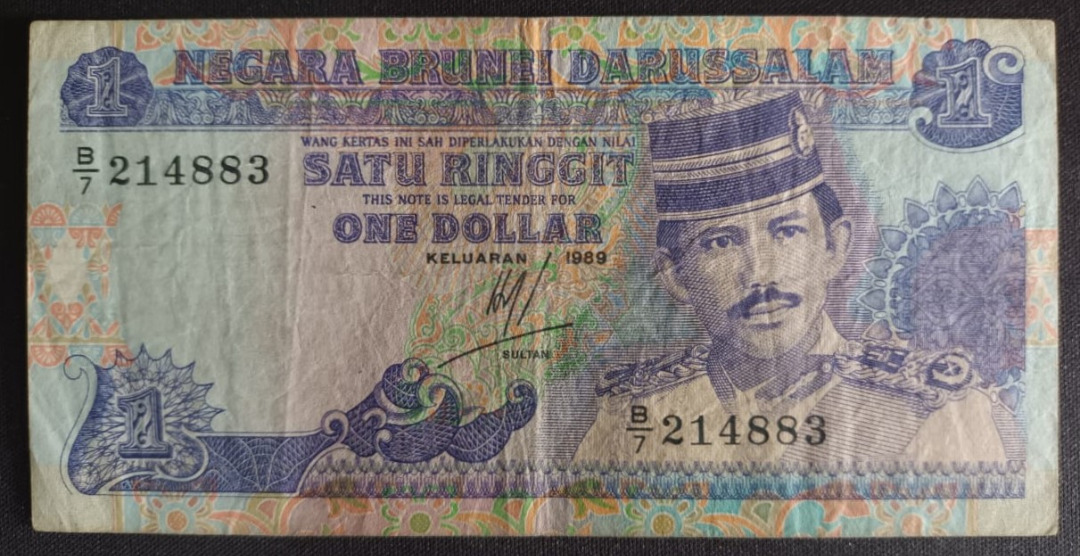 1 NEGARA BRUNEI DARUSSALAM 1
WANG KERTAS INI SAH DIPERLAKUKAN DENGAN NILAI
B/7 214883
SATU RINGGIT
THIS NOTE IS LEGAL TENDER FOR
ONE DOLLAR
KELUARAN 1989
SULTAN
1
B/7 214883